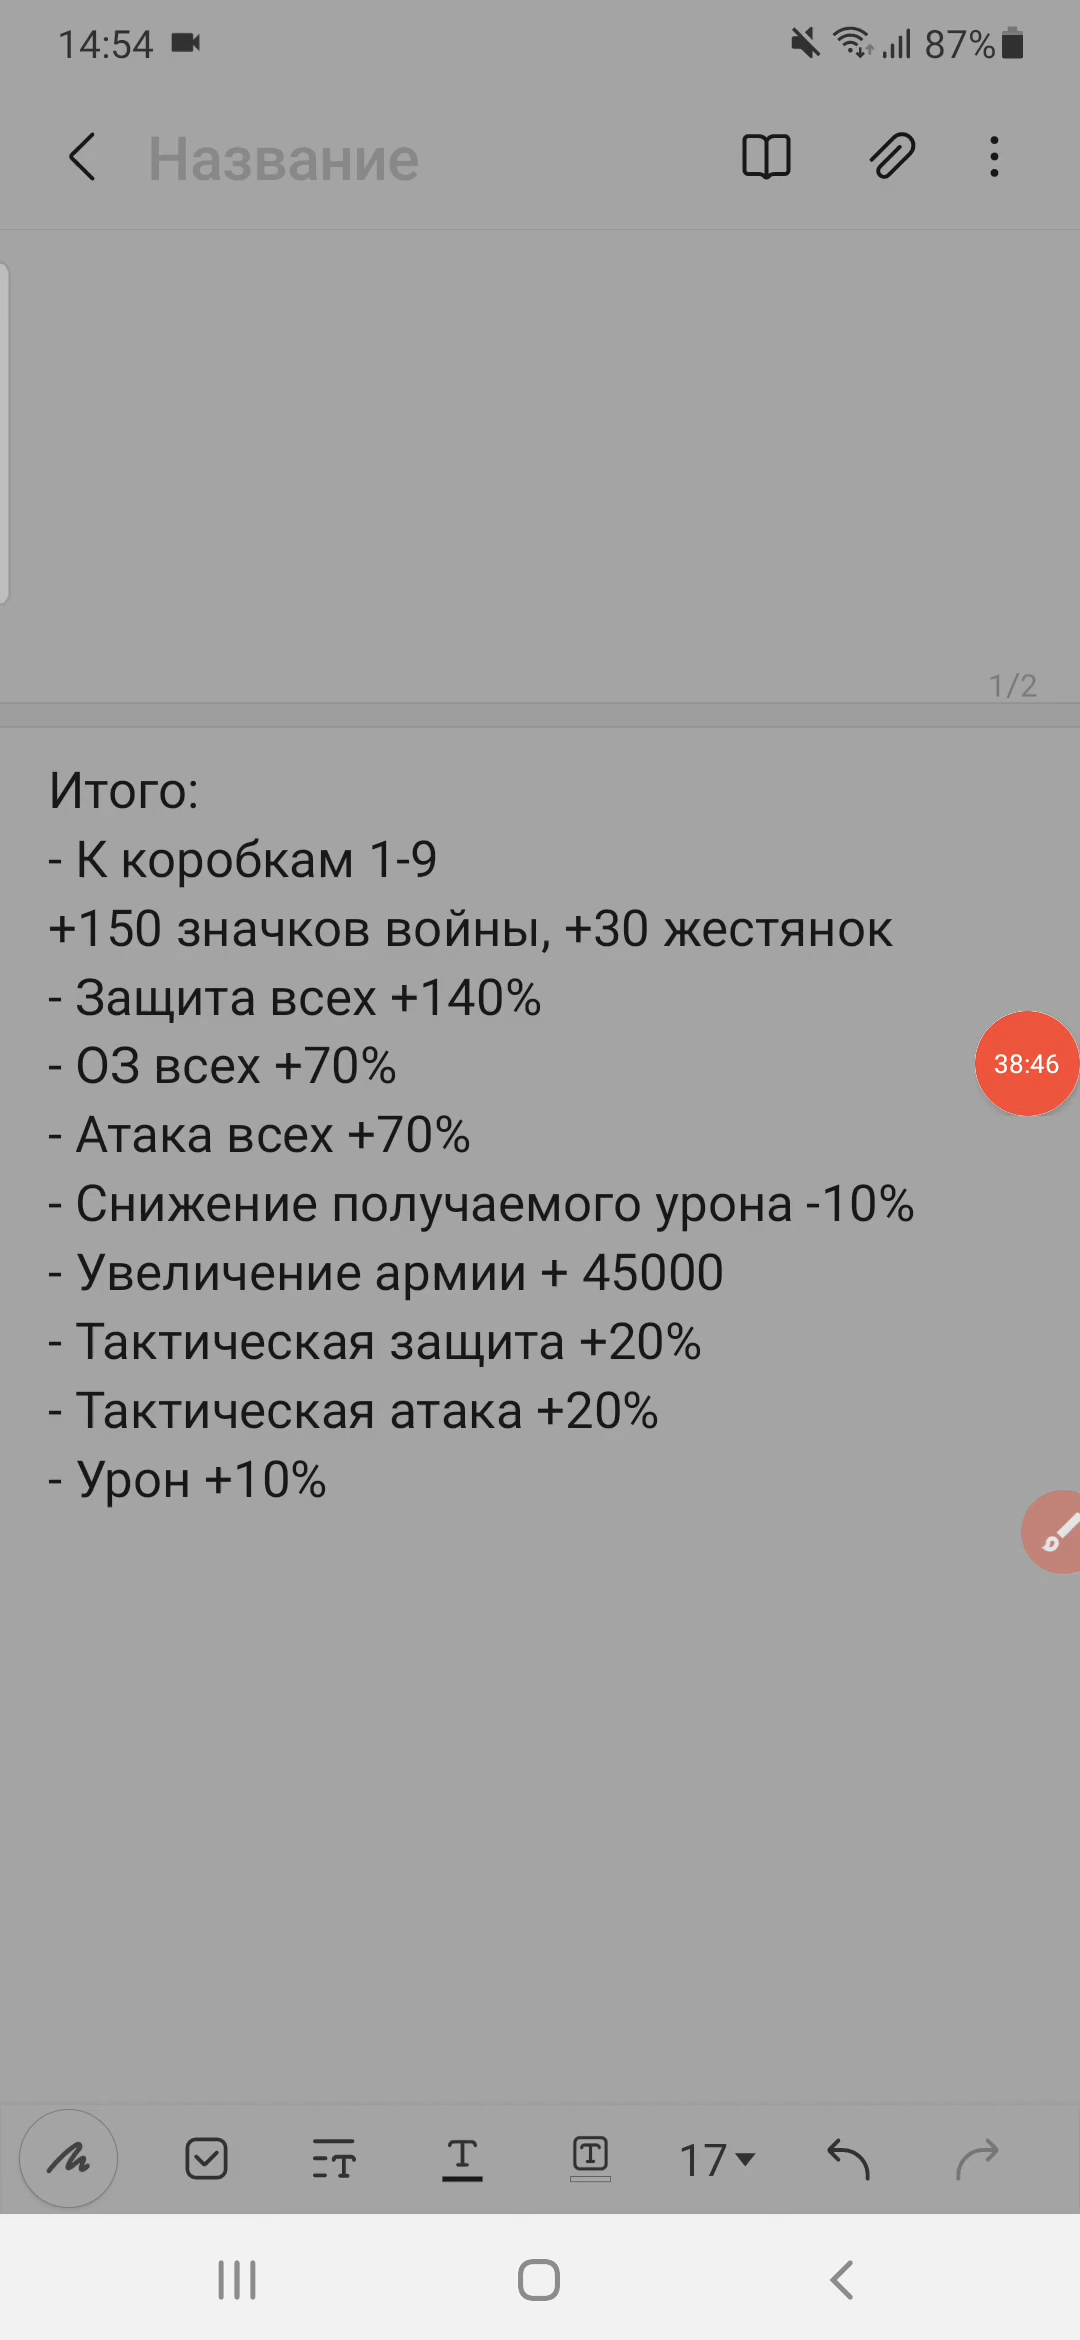 14:54
87%
Название
1/2
Итого:
- К коробкам 1-9
+150 значков войны, +30 жестянок
- Защита всех +140%
- ОЗ всех +70%
38:46
- Атака всех +70%
- Снижение получаемого урона -10%
- Увеличение армии + 45000
- Тактическая защита +20%
- Тактическая атака +20%
- Урон +10%
17